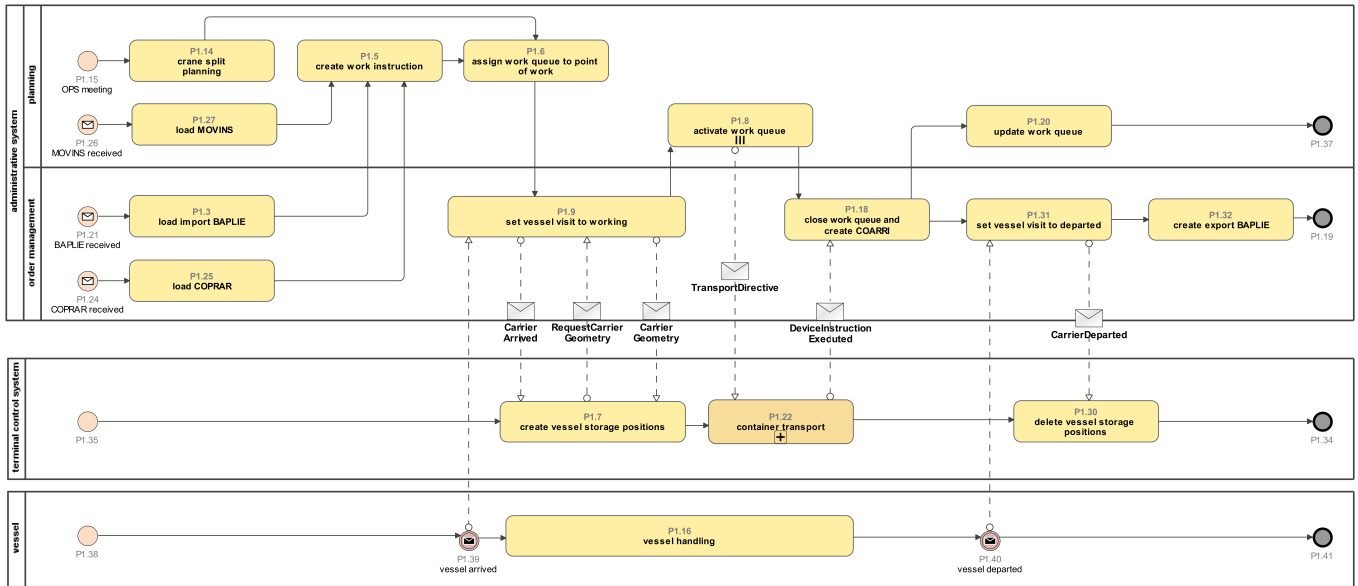 administrative system
planning
P1.15
OPS meeting
P1.14
crane split
planning
P1.5
create work instruction
P1.6
assign work queue to point
of work
P1.26
MOVINS received
P1.27
load MOVINS
P1.8
activate work queue
P1.20
update work queue
P1.37
order management
P1.21
BAPLIE received
P1.3
load import BAPLIE
P1.9
set vessel visit to working
P1.18
close work queue and
create COARRI
P1.31
set vessel visit to departed
P1.32
create export BAPLIE
P1.19
P1.24
COPRAR received
P1.25
load COPRAR
TransportDirective
Carrier
Arrived
RequestCarrier
Geometry
Carrier
Geometry
DeviceInstruction
Executed
CarrierDeparted
terminal control system
P1.35
P1.7
create vessel storage positions
P1.22
container transport
P1.30
delete vessel storage
positions
P1.34
vessel
P1.38
P1.39
vessel arrived
P1.16
vessel handling
P1.40
vessel departed
P1.41